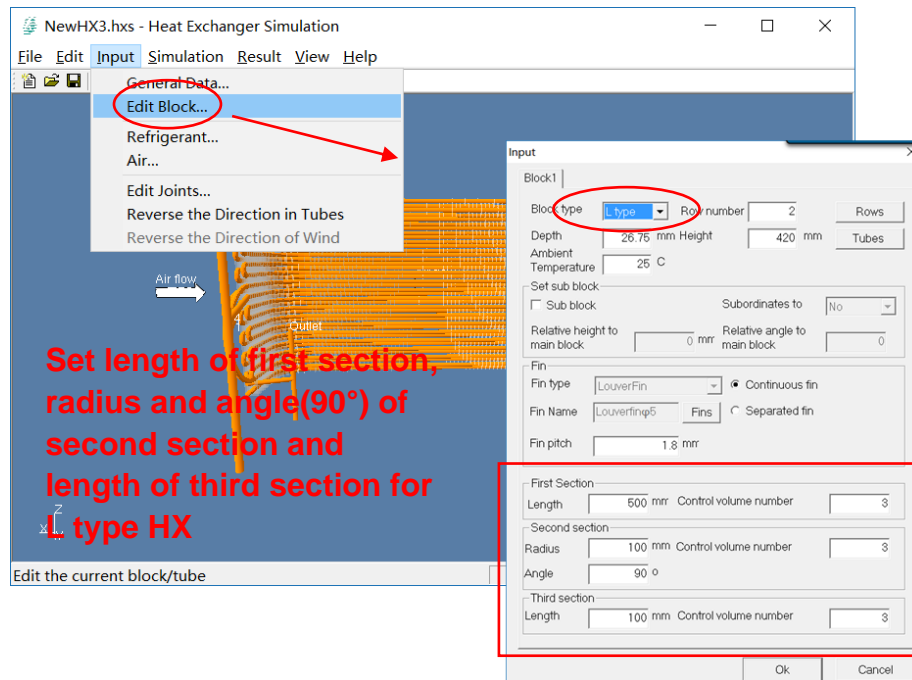 NewHX3.hxs - Heat Exchanger Simulation
File Edit Input Simulation Result View Help
General Data...
Edit Block...
Refrigerant...
Air...
Edit Joints...
Reverse the Direction in Tubes
Reverse the Direction of Wind
Air flow
Outlet
Set length of first section,
radius and angle(90°) of
second section and
length of third section for
L type HX
Z
X
Edit the current block/tube
Input
Block1
Block type L type Row number 2 Rows
Depth 26.75 mm Height 420 mm Tubes
Ambient
Temperature 25 C
Set sub block
Sub block Subordinates to No
Relative height to
main block 0 mm Relative angle to
main block 0
Fin
Fin type LouverFin Continuous fin
Fin Name Louverfinφ5 Fins Separated fin
Fin pitch 1.8 mm
First Section
Length 500 mm Control volume number 3
Second section
Radius 100 mm Control volume number 3
Angle 90 o
Third section
Length 100 mm Control volume number 3
Ok Cancel